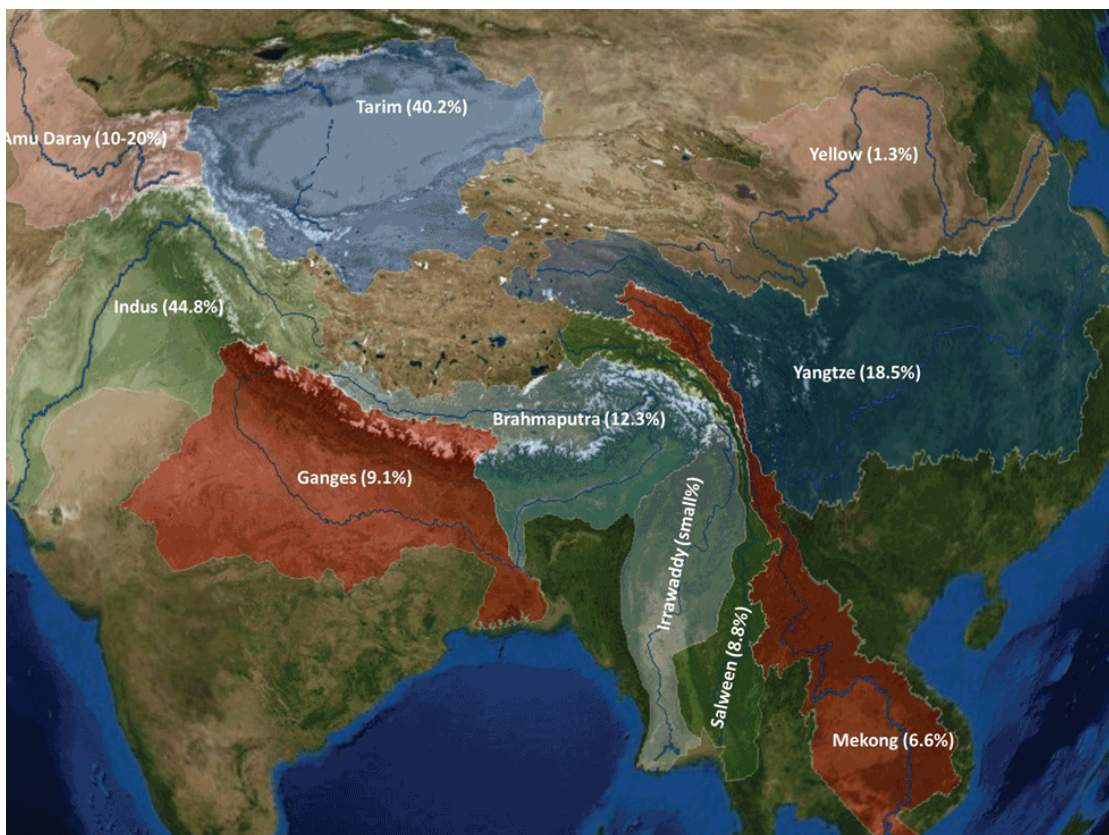 Tarim (40.2%)
Amu Daray (10-20%)
Yellow (1.3%)
Indus (44.8%)
Yangtze (18.5%)
Brahmaputra (12.3%)
Ganges (9.1%)
Irrawaddy (small%)
Salween (8.8%)
Mekong (6.6%)